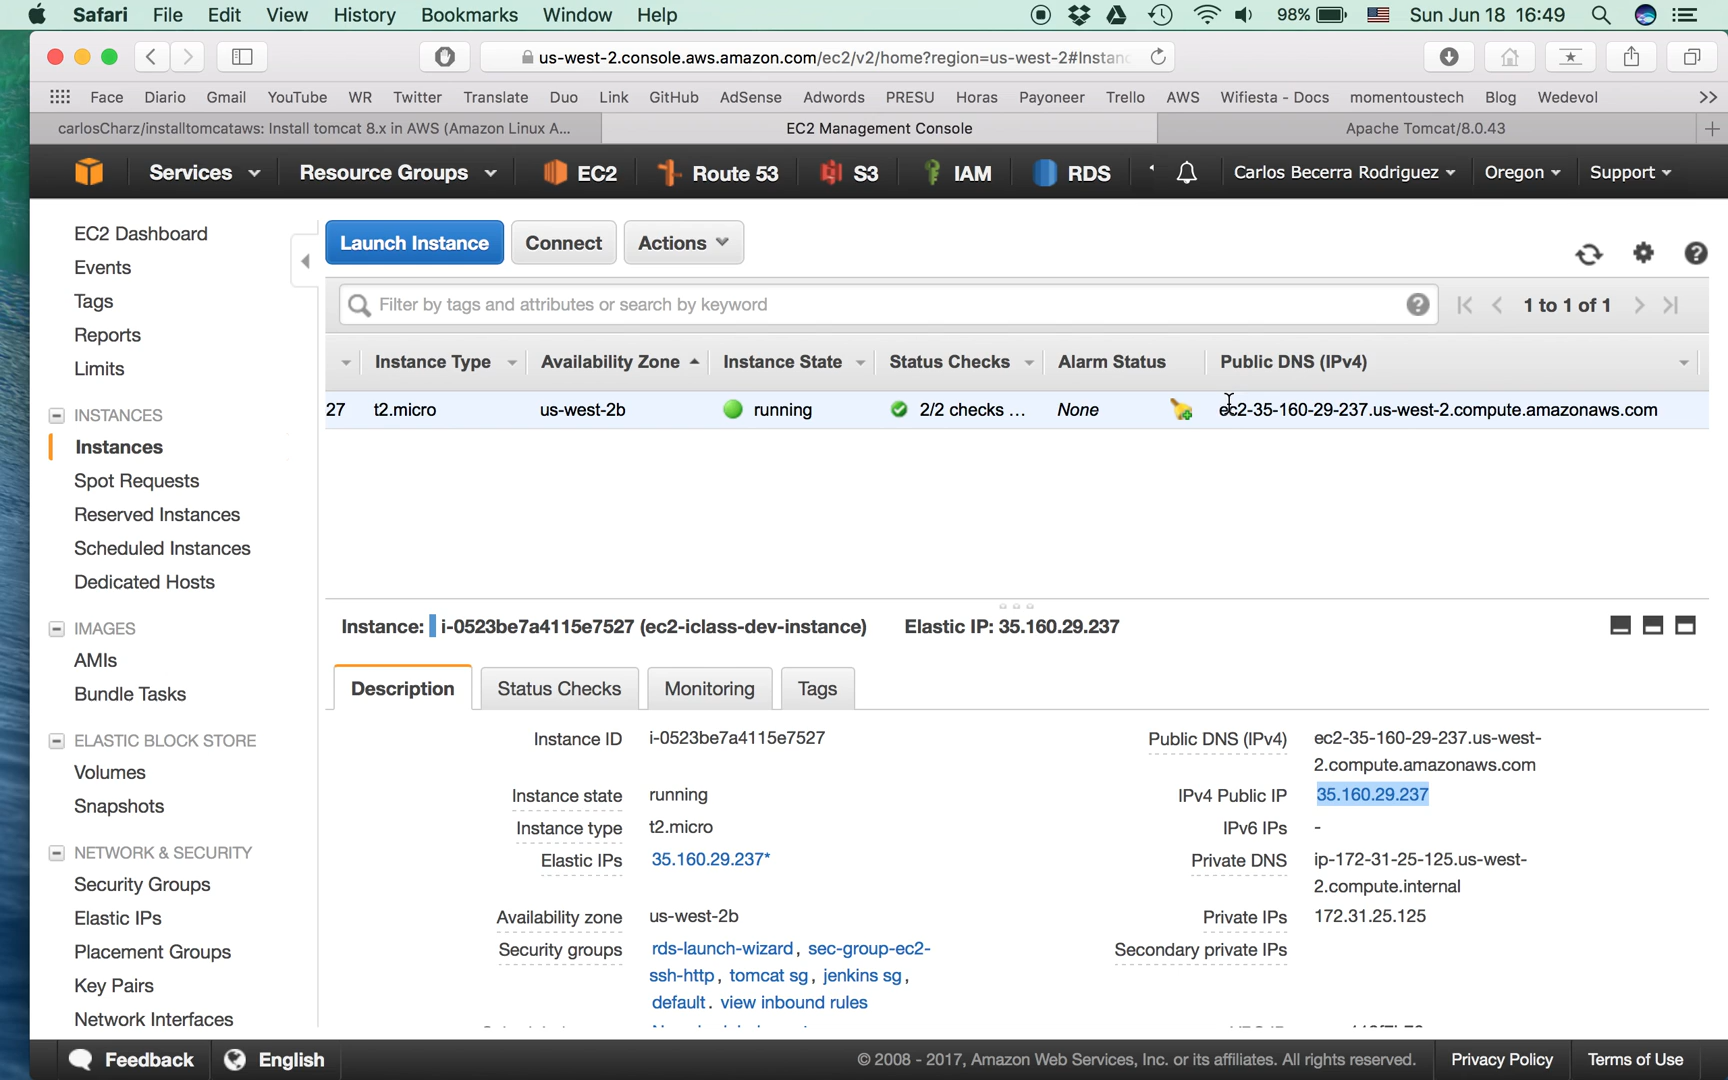 Safari File Edit View History Bookmarks Window Help 98% Sun Jun 18 16:49
us-west-2.console.aws.amazon.com/ec2/v2/home?region=us-west-2#Instanc
Face Diario Gmail YouTube WR Twitter Translate Duo Link GitHub AdSense Adwords PRESU Horas Payoneer Trello AWS Wifiesta - Docs momentoustech Blog Wedevol >>
carlosCharz/installtomcataws: Install tomcat 8.x in AWS (Amazon Linux A... EC2 Management Console Apache Tomcat/8.0.43
Services Resource Groups EC2 Route 53 S3 IAM RDS Carlos Becerra Rodriguez Oregon Support
EC2 Dashboard
Events
Tags
Reports
Limits
INSTANCES
Instances
Spot Requests
Reserved Instances
Scheduled Instances
Dedicated Hosts
IMAGES
AMIs
Bundle Tasks
ELASTIC BLOCK STORE
Volumes
Snapshots
NETWORK & SECURITY
Security Groups
Elastic IPs
Placement Groups
Key Pairs
Network Interfaces
Launch Instance Connect Actions
Filter by tags and attributes or search by keyword 1 to 1 of 1
Instance Type Availability Zone Instance State Status Checks Alarm Status Public DNS (IPv4)
27 t2.micro us-west-2b running 2/2 checks ... None ec2-35-160-29-237.us-west-2.compute.amazonaws.com
Instance: i-0523be7a4115e7527 (ec2-iclass-dev-instance) Elastic IP: 35.160.29.237
Description Status Checks Monitoring Tags
Instance ID i-0523be7a4115e7527
Instance state running
Instance type t2.micro
Elastic IPs 35.160.29.237*
Availability zone us-west-2b
Security groups rds-launch-wizard, sec-group-ec2-
ssh-http, tomcat sg, jenkins sg,
default. view inbound rules
Public DNS (IPv4) ec2-35-160-29-237.us-west-
2.compute.amazonaws.com
IPv4 Public IP 35.160.29.237
IPv6 IPs -
Private DNS ip-172-31-25-125.us-west-
2.compute.internal
Private IPs 172.31.25.125
Secondary private IPs
Feedback English © 2008 - 2017, Amazon Web Services, Inc. or its affiliates. All rights reserved. Privacy Policy Terms of Use